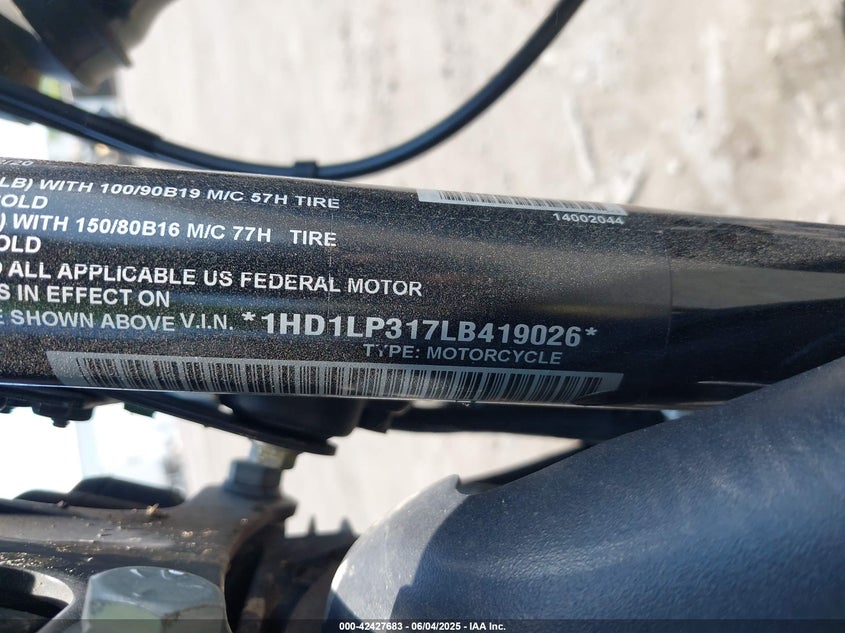 /20
LB) WITH 100/90B19 M/C 57H TIRE
OLD
) WITH 150/80B16 M/C 77H TIRE
OLD
O ALL APPLICABLE US FEDERAL MOTOR
S IN EFFECT ON
E SHOWN ABOVE V.I.N. *1HD1LP317LB419026*
TYPE: MOTORCYCLE
14002044
000-42427683 - 06/04/2025 - IAA Inc.